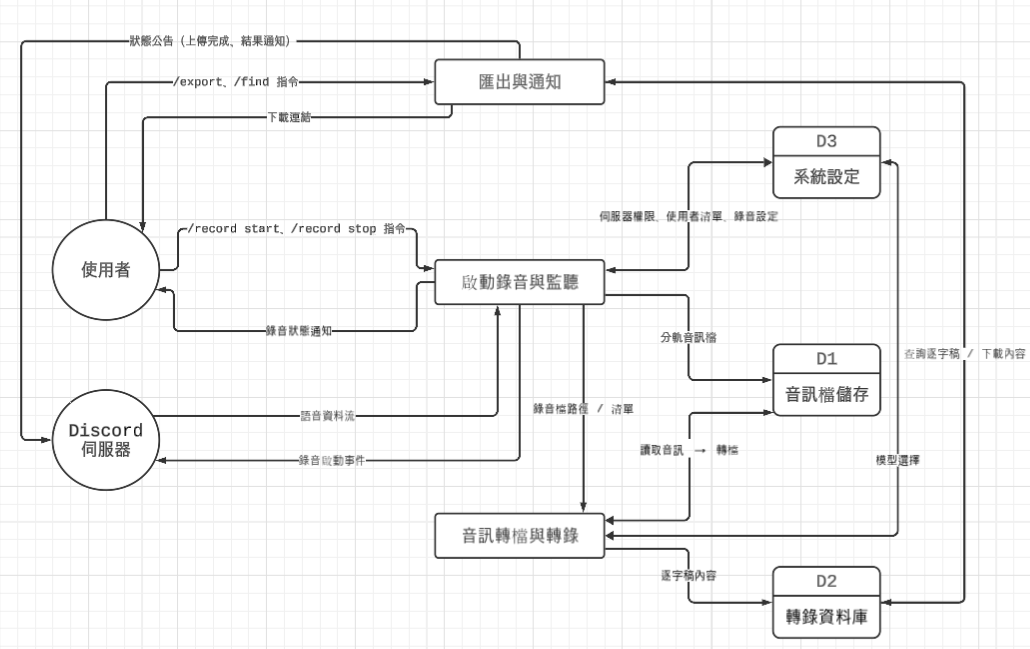 狀態公告（上傳完成、結果通知）
匯出與通知
/export、/find 指令
下載連結
D3
系統設定
伺服器權限、使用者清單、錄音設定
/record start、/record stop 指令
使用者
啟動錄音與監聽
錄音狀態通知
分軌音訊檔
D1
音訊檔儲存
查詢逐字稿 / 下載內容
錄音檔路徑 / 清單
語音資料流
Discord
伺服器
讀取音訊 → 轉檔
錄音啟動事件
模型選擇
音訊轉檔與轉錄
逐字稿內容
D2
轉錄資料庫